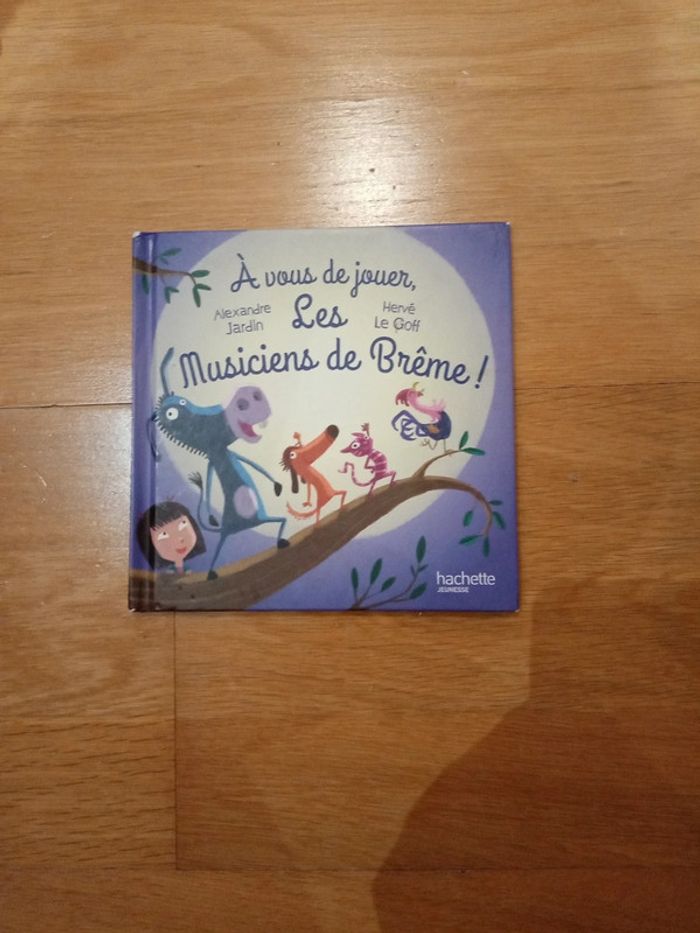 À vous de jouer,
Alexandre
Jardin
Les
Hervé
Le Goff
Musiciens de Brême !
hachette
JEUNESSE